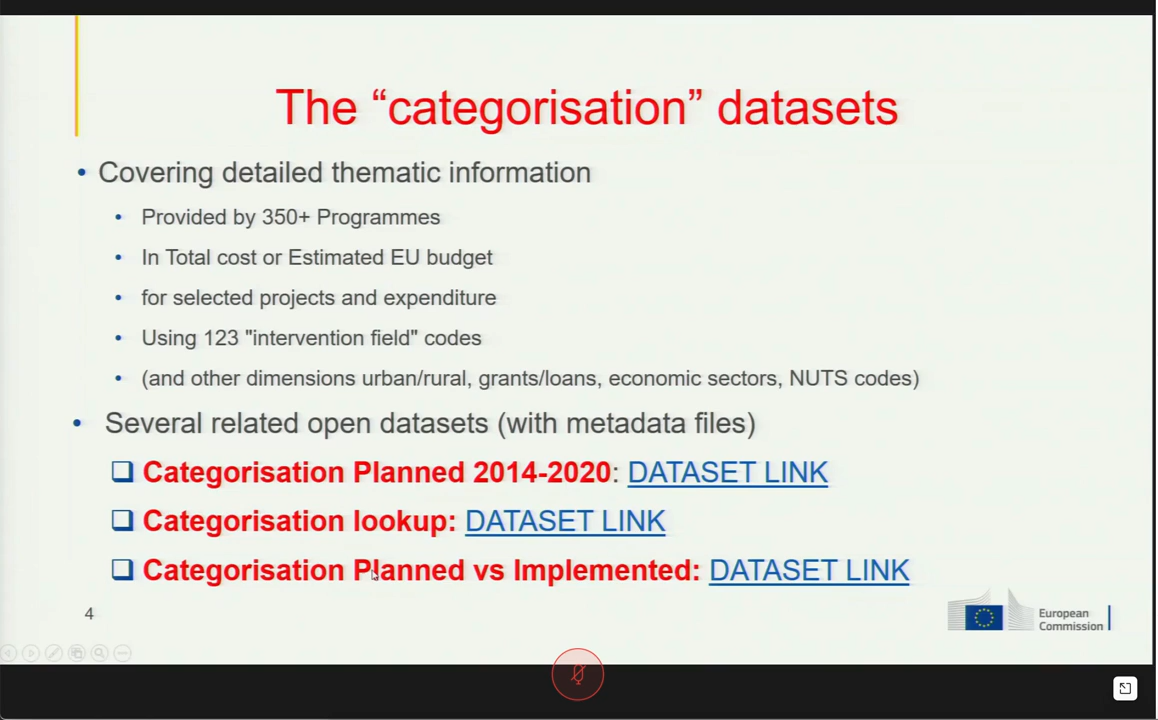 The “categorisation” datasets
• Covering detailed thematic information
• Provided by 350+ Programmes
• In Total cost or Estimated EU budget
• for selected projects and expenditure
• Using 123 "intervention field" codes
• (and other dimensions urban/rural, grants/loans, economic sectors, NUTS codes)
• Several related open datasets (with metadata files)
❑ Categorisation Planned 2014-2020: DATASET LINK
❑ Categorisation lookup: DATASET LINK
❑ Categorisation Planned vs Implemented: DATASET LINK
4
European
Commission